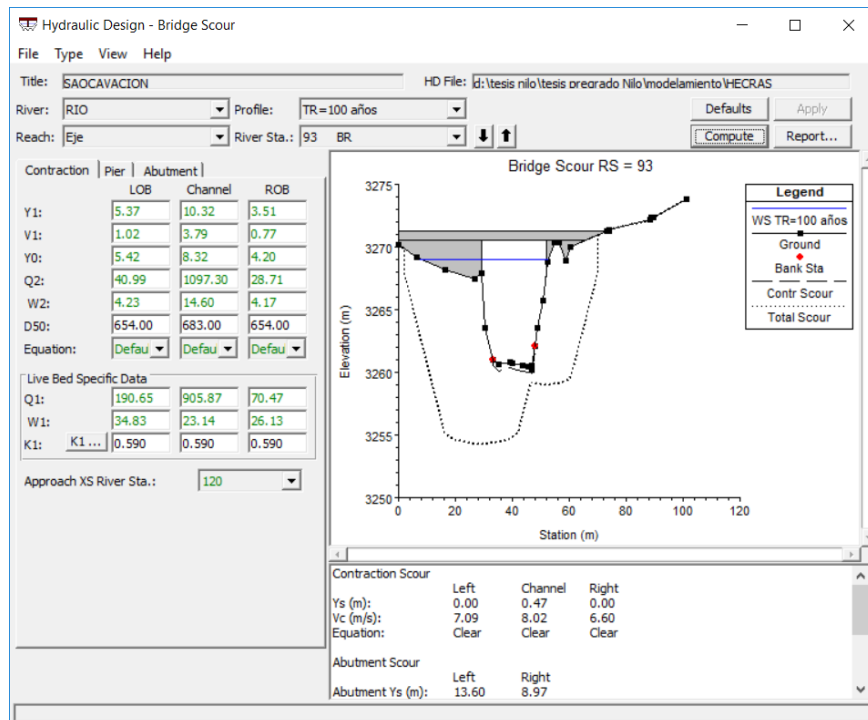 Hydraulic Design - Bridge Scour
File Type View Help
Title: SAOCAVACION HD File: d:\tesis nilo\tesis pregrado Nilo\modelamiento\HECRAS
River: RIO Profile: TR=100 años Defaults Apply
Reach: Eje River Sta.: 93 BR Compute Report...
Contraction Pier Abutment
LOB Channel ROB
Y1: 5.37 10.32 3.51
V1: 1.02 3.79 0.77
Y0: 5.42 8.32 4.20
Q2: 40.99 1097.30 28.71
W2: 4.23 14.60 4.17
D50: 654.00 683.00 654.00
Equation: Defau Defau Defau
Live Bed Specific Data
Q1: 190.65 905.87 70.47
W1: 34.83 23.14 26.13
K1: K1 ... 0.590 0.590 0.590
Approach XS River Sta.: 120
Bridge Scour RS = 93
3275
3270
3265
3260
3255
3250
Elevation (m)
0 20 40 60 80 100 120
Station (m)
Legend
WS TR=100 años
Ground
Bank Sta
Contr Scour
Total Scour
Contraction Scour
Left Channel Right
Ys (m): 0.00 0.47 0.00
Vc (m/s): 7.09 8.02 6.60
Equation: Clear Clear Clear
Abutment Scour
Left Right
Abutment Ys (m): 13.60 8.97